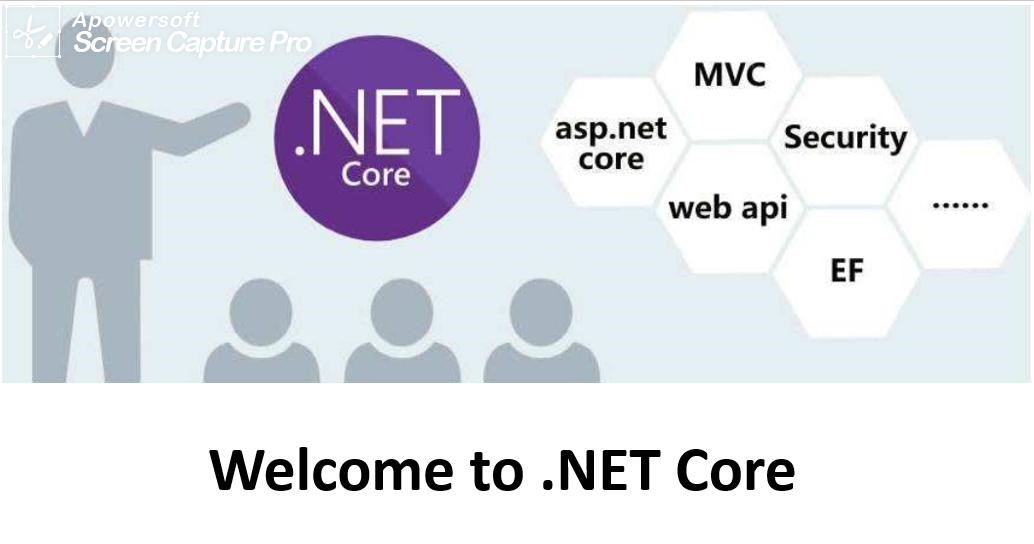 Apowersoft
Screen Capture Pro
.NET
Core
MVC
asp.net
core
Security
web api
......
EF
Welcome to .NET Core